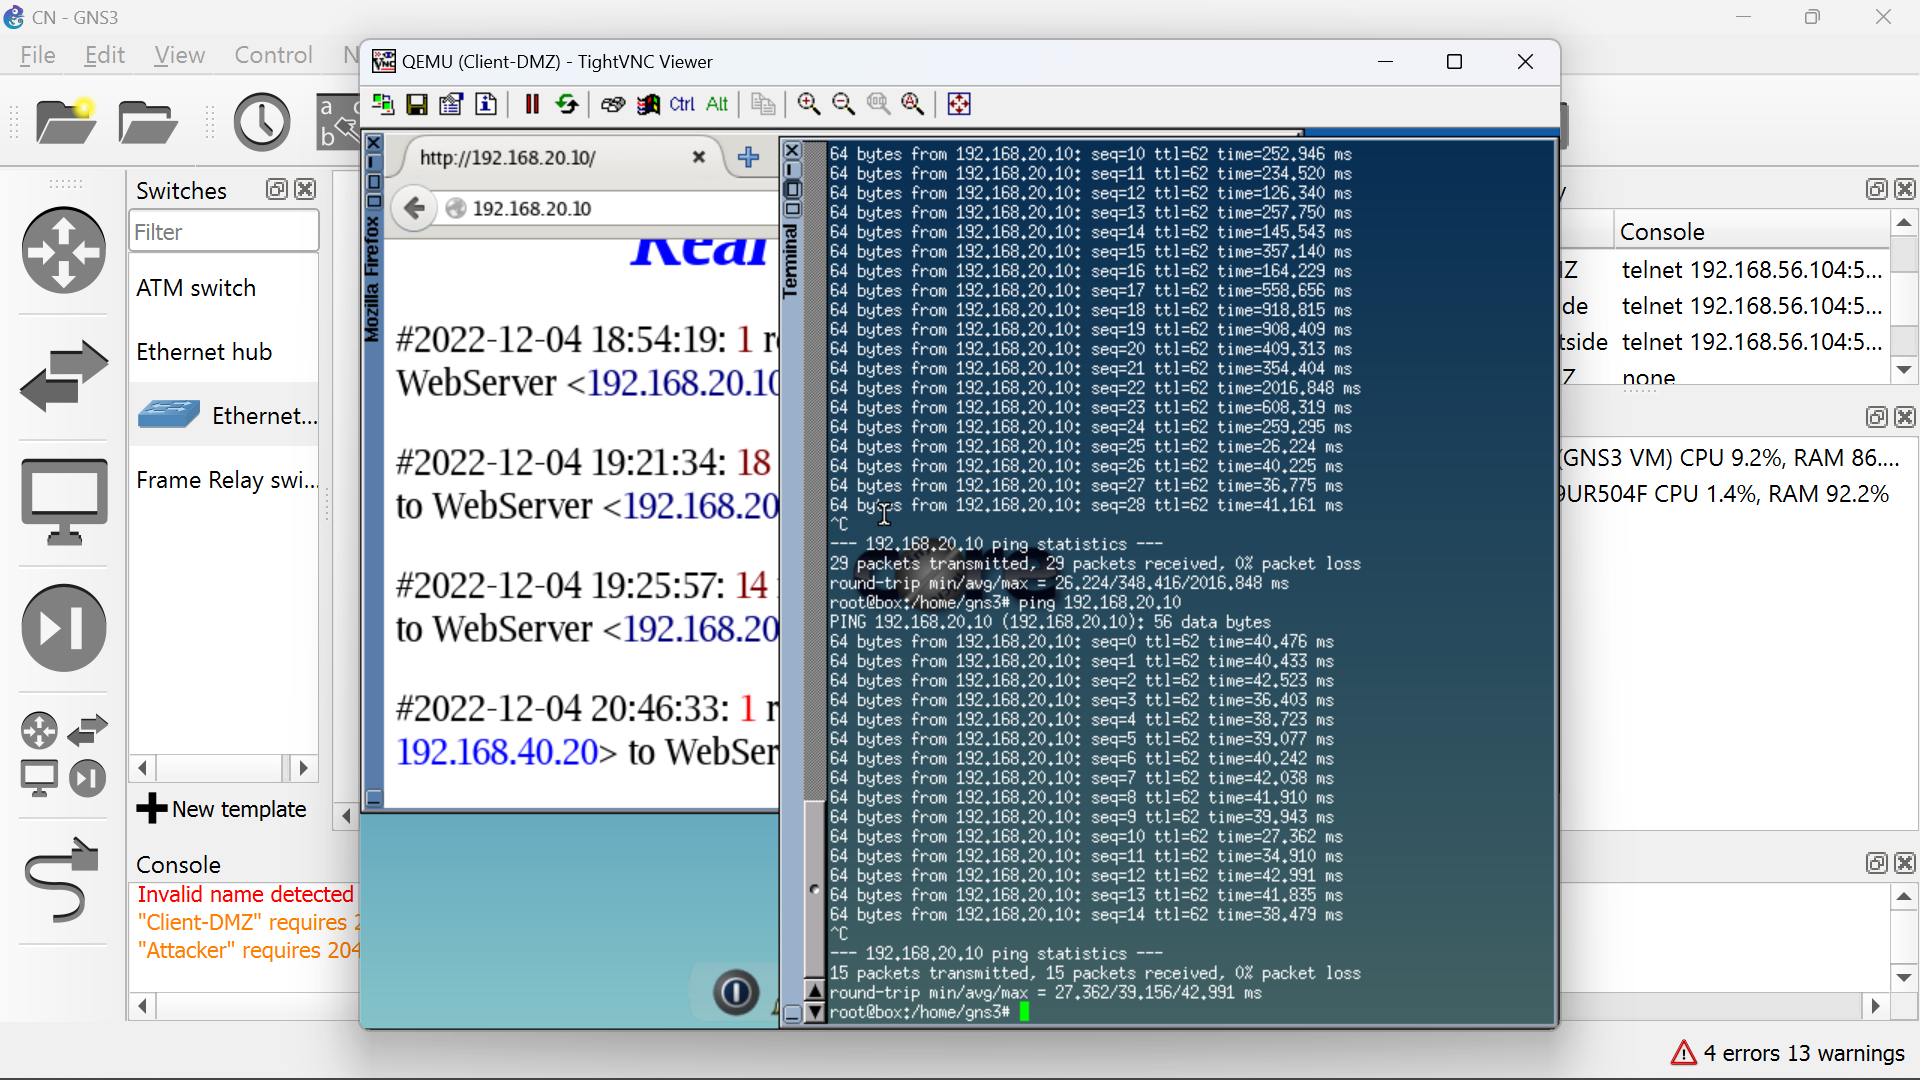 CN - GNS3
File Edit View Control N
QEMU (Client-DMZ) - TightVNC Viewer
Ctrl Alt
Switches
Filter
ATM switch
Ethernet hub
Ethernet...
Frame Relay swi...
New template
Console
Invalid name detected
"Client-DMZ" requires 2
"Attacker" requires 204
Mozilla Firefox
http://192.168.20.10/
192.168.20.10
Real
#2022-12-04 18:54:19: 1 r
WebServer <192.168.20.10
#2022-12-04 19:21:34: 18
to WebServer <192.168.20
#2022-12-04 19:25:57: 14
to WebServer <192.168.20
#2022-12-04 20:46:33: 1 r
192.168.40.20> to WebSer
Terminal
64 bytes from 192.168.20.10: seq=10 ttl=62 time=252.946 ms
64 bytes from 192.168.20.10: seq=11 ttl=62 time=234.520 ms
64 bytes from 192.168.20.10: seq=12 ttl=62 time=126.340 ms
64 bytes from 192.168.20.10: seq=13 ttl=62 time=257.750 ms
64 bytes from 192.168.20.10: seq=14 ttl=62 time=145.543 ms
64 bytes from 192.168.20.10: seq=15 ttl=62 time=357.140 ms
64 bytes from 192.168.20.10: seq=16 ttl=62 time=164.229 ms
64 bytes from 192.168.20.10: seq=17 ttl=62 time=558.656 ms
64 bytes from 192.168.20.10: seq=18 ttl=62 time=918.815 ms
64 bytes from 192.168.20.10: seq=19 ttl=62 time=908.409 ms
64 bytes from 192.168.20.10: seq=20 ttl=62 time=409.313 ms
64 bytes from 192.168.20.10: seq=21 ttl=62 time=354.404 ms
64 bytes from 192.168.20.10: seq=22 ttl=62 time=2016.848 ms
64 bytes from 192.168.20.10: seq=23 ttl=62 time=608.319 ms
64 bytes from 192.168.20.10: seq=24 ttl=62 time=259.295 ms
64 bytes from 192.168.20.10: seq=25 ttl=62 time=26.224 ms
64 bytes from 192.168.20.10: seq=26 ttl=62 time=40.225 ms
64 bytes from 192.168.20.10: seq=27 ttl=62 time=36.775 ms
64 bytes from 192.168.20.10: seq=28 ttl=62 time=41.161 ms
^C
--- 192.168.20.10 ping statistics ---
29 packets transmitted, 29 packets received, 0% packet loss
round-trip min/avg/max = 26.224/348.416/2016.848 ms
root@box:/home/gns3# ping 192.168.20.10
PING 192.168.20.10 (192.168.20.10): 56 data bytes
64 bytes from 192.168.20.10: seq=0 ttl=62 time=40.476 ms
64 bytes from 192.168.20.10: seq=1 ttl=62 time=40.433 ms
64 bytes from 192.168.20.10: seq=2 ttl=62 time=42.523 ms
64 bytes from 192.168.20.10: seq=3 ttl=62 time=36.403 ms
64 bytes from 192.168.20.10: seq=4 ttl=62 time=38.723 ms
64 bytes from 192.168.20.10: seq=5 ttl=62 time=39.077 ms
64 bytes from 192.168.20.10: seq=6 ttl=62 time=40.242 ms
64 bytes from 192.168.20.10: seq=7 ttl=62 time=42.038 ms
64 bytes from 192.168.20.10: seq=8 ttl=62 time=41.910 ms
64 bytes from 192.168.20.10: seq=9 ttl=62 time=39.943 ms
64 bytes from 192.168.20.10: seq=10 ttl=62 time=27.362 ms
64 bytes from 192.168.20.10: seq=11 ttl=62 time=34.910 ms
64 bytes from 192.168.20.10: seq=12 ttl=62 time=42.991 ms
64 bytes from 192.168.20.10: seq=13 ttl=62 time=41.835 ms
64 bytes from 192.168.20.10: seq=14 ttl=62 time=38.479 ms
^C
--- 192.168.20.10 ping statistics ---
15 packets transmitted, 15 packets received, 0% packet loss
round-trip min/avg/max = 27.362/39.156/42.991 ms
root@box:/home/gns3#
y
Console
Z telnet 192.168.56.104:5...
de telnet 192.168.56.104:5...
tside telnet 192.168.56.104:5...
Z none
(GNS3 VM) CPU 9.2%, RAM 86....
9UR504F CPU 1.4%, RAM 92.2%
4 errors 13 warnings